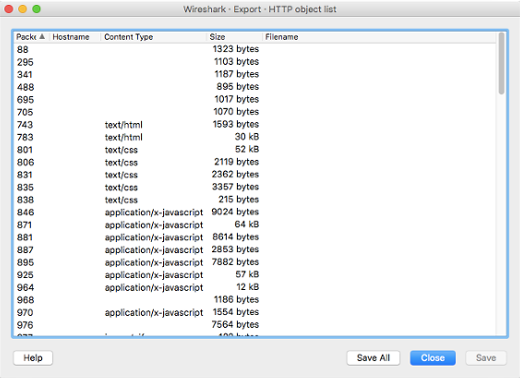 Wireshark · Export · HTTP object list
Packe Hostname Content Type Size Filename
88 1323 bytes
295 1103 bytes
341 1187 bytes
488 895 bytes
695 1017 bytes
705 1070 bytes
743 text/html 1593 bytes
783 text/html 30 kB
801 text/css 52 kB
806 text/css 2119 bytes
831 text/css 2362 bytes
835 text/css 3357 bytes
838 text/css 215 bytes
846 application/x-javascript 9024 bytes
871 application/x-javascript 64 kB
881 application/x-javascript 8614 bytes
887 application/x-javascript 2853 bytes
895 application/x-javascript 7882 bytes
925 application/x-javascript 57 kB
964 application/x-javascript 12 kB
968 1186 bytes
970 application/x-javascript 1554 bytes
976 7564 bytes
Help Save All Close Save